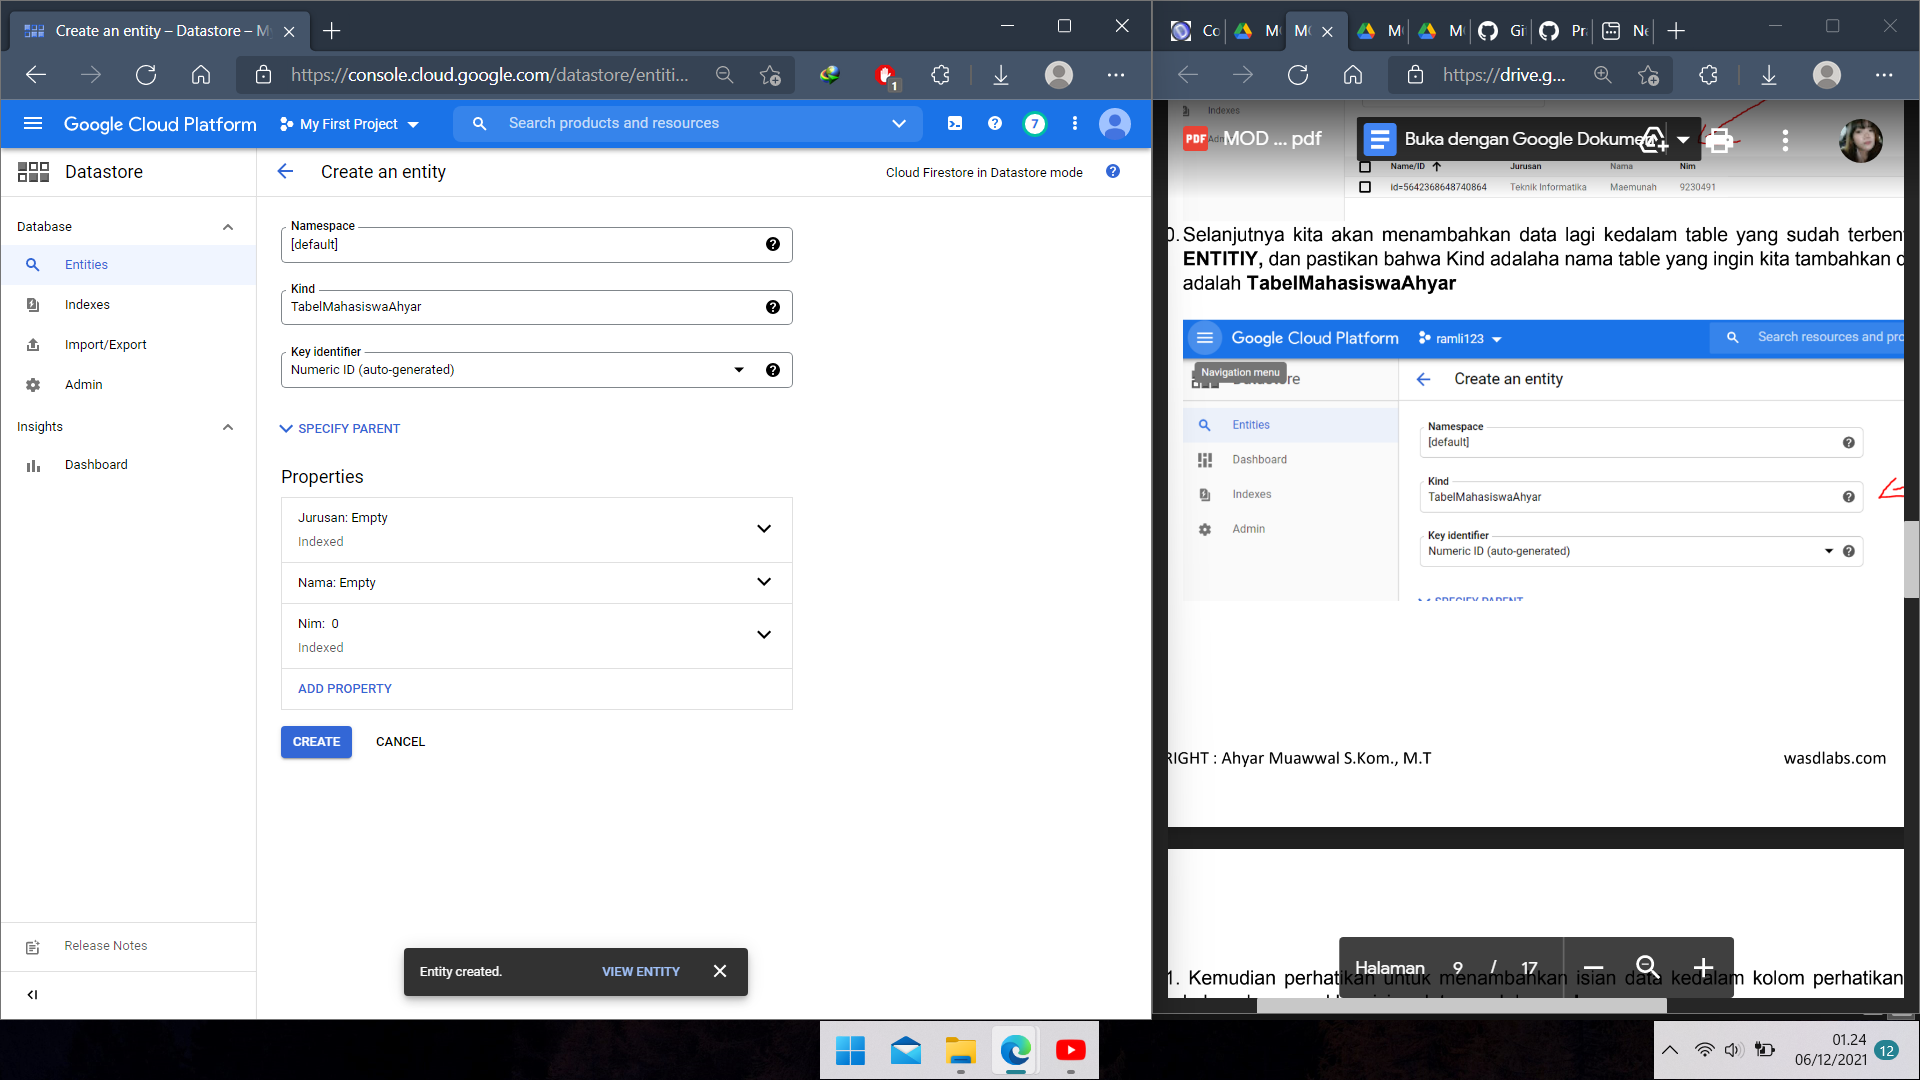 Create an entity – Datastore – My
https://console.cloud.google.com/datastore/entiti...
1
Google Cloud Platform
My First Project
Search products and resources
7
Datastore
Create an entity
Cloud Firestore in Datastore mode
Database
Entities
Indexes
Import/Export
Admin
Insights
Dashboard
Release Notes
Namespace
[default]
Kind
TabelMahasiswaAhyar
Key identifier
Numeric ID (auto-generated)
SPECIFY PARENT
Properties
Jurusan: Empty
Indexed
Nama: Empty
Nim: 0
Indexed
ADD PROPERTY
CREATE
CANCEL
Entity created.
VIEW ENTITY
Co
Gi
https://drive.g...
Indexes
PDF
MOD ... pdf
Buka dengan Google Dokumen
Name/ID
Jurusan
Nama
Nim
id=5642368648740864
Teknik Informatika
Maemunah
9230491
0. Selanjutnya kita akan menambahkan data lagi kedalam table yang sudah terben
ENTITIY, dan pastikan bahwa Kind adalaha nama table yang ingin kita tambahkan
adalah TabelMahasiswaAhyar
Google Cloud Platform
ramli123
Search resources and pro
Navigation menu
Create an entity
Entities
Dashboard
Indexes
Admin
Namespace
[default]
Kind
TabelMahasiswaAhyar
Key identifier
Numeric ID (auto-generated)
SPECIFY PARENT
RIGHT : Ahyar Muawwal S.Kom., M.T
wasdlabs.com
1. Kemudian perhatikan untuk menambahkan isian data kedalam kolom perhatikan
Halaman 9 / 17
01.24
06/12/2021
12